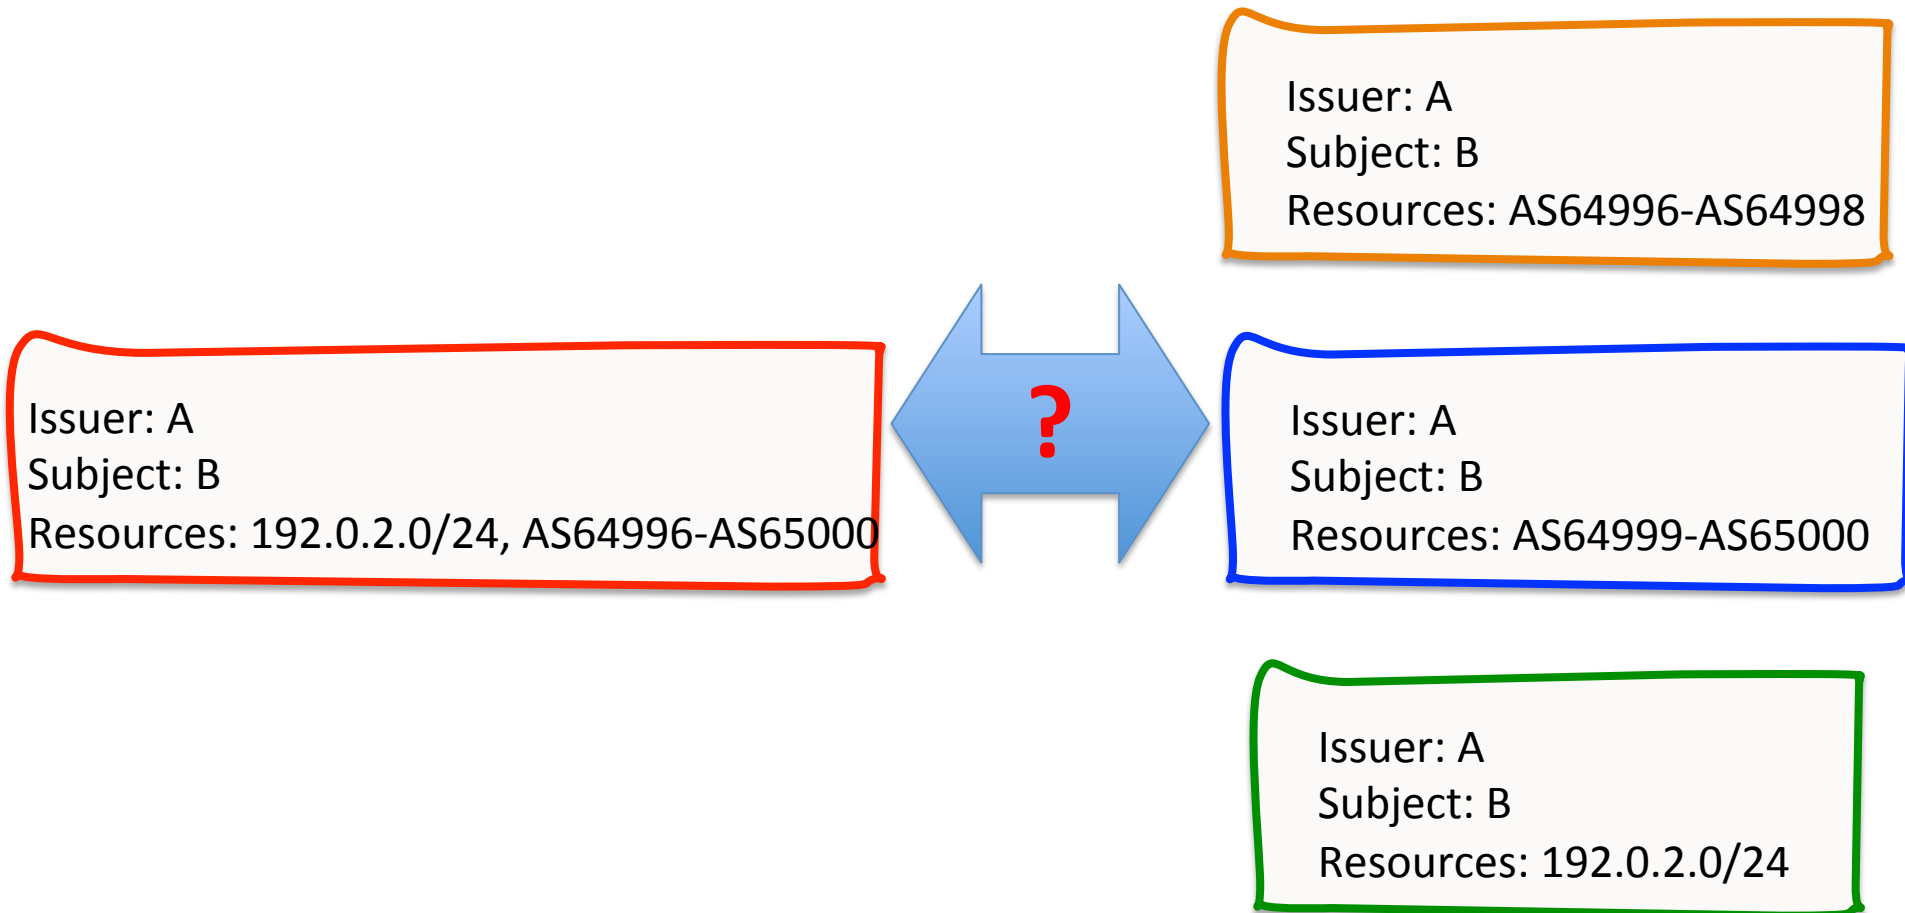 Issuer: A
Subject: B
Resources: 192.0.2.0/24, AS64996-AS65000
?
Issuer: A
Subject: B
Resources: AS64996-AS64998
Issuer: A
Subject: B
Resources: AS64999-AS65000
Issuer: A
Subject: B
Resources: 192.0.2.0/24